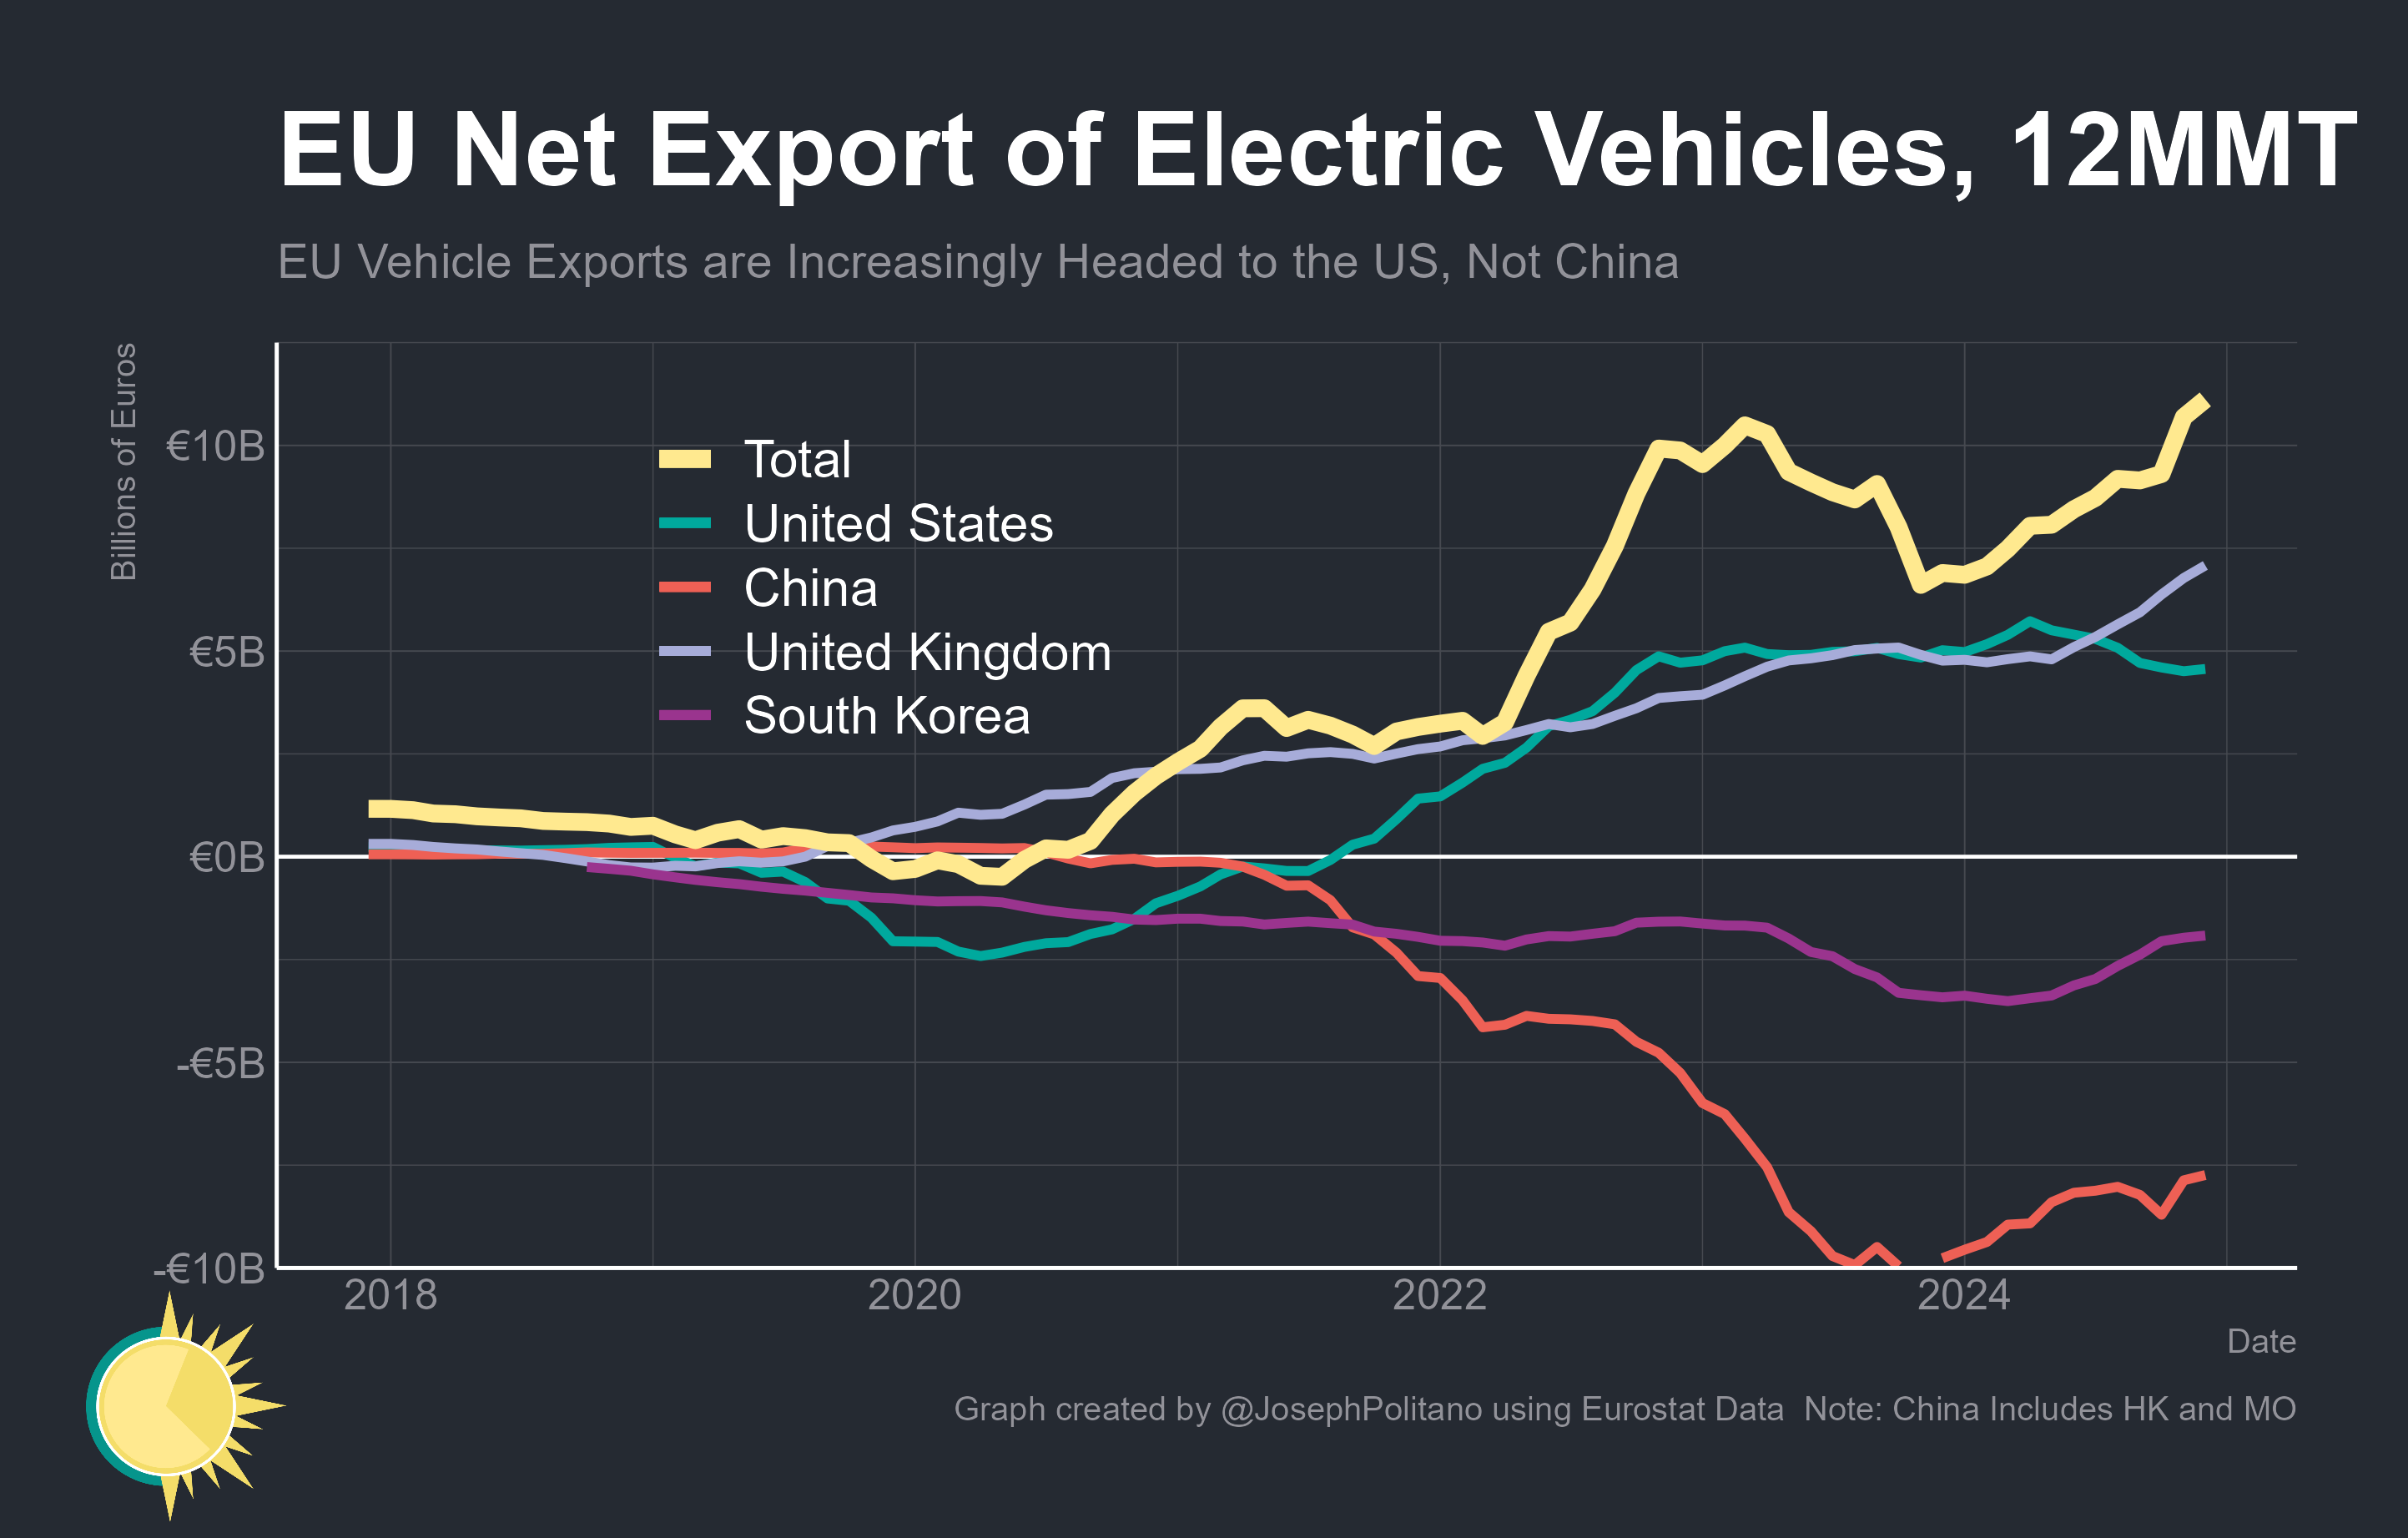 EU Net Export of Electric Vehicles, 12MMT
EU Vehicle Exports are Increasingly Headed to the US, Not China
Billions of Euros
€10B
€5B
€0B
-€5B
-€10B
Total
United States
China
United Kingdom
South Korea
2018 2020 2022 2024
Date
Graph created by @JosephPolitano using Eurostat Data Note: China Includes HK and MO